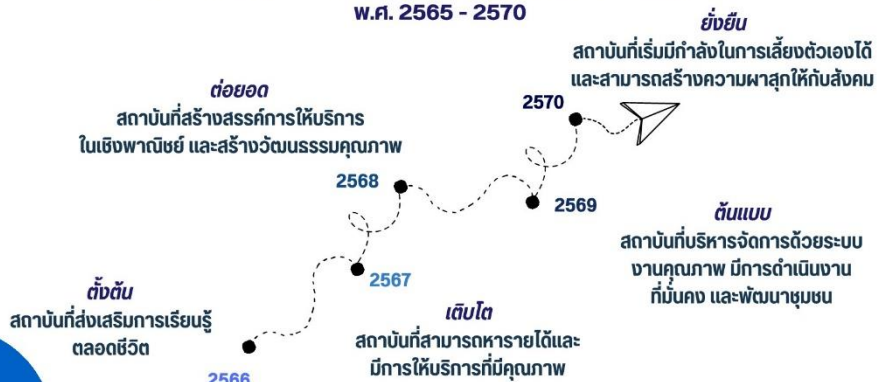 พ.ศ. 2565 - 2570
ยั่งยืน
สถาบันที่เริ่มมีกำลังในการเลี้ยงตัวเองได้
และสามารถสร้างความผาสุกให้กับสังคม
2570
ต่อยอด
สถาบันที่สร้างสรรค์การให้บริการ
ในเชิงพาณิชย์ และสร้างวัฒนธรรมคุณภาพ
2568
2569
ต้นแบบ
สถาบันที่บริหารจัดการด้วยระบบ
งานคุณภาพ มีการดำเนินงาน
ที่มั่นคง และพัฒนาชุมชน
2567
ตั้งต้น
สถาบันที่ส่งเสริมการเรียนรู้
ตลอดชีวิต
เติบโต
สถาบันที่สามารถหารายได้และ
มีการให้บริการที่มีคุณภาพ
2566